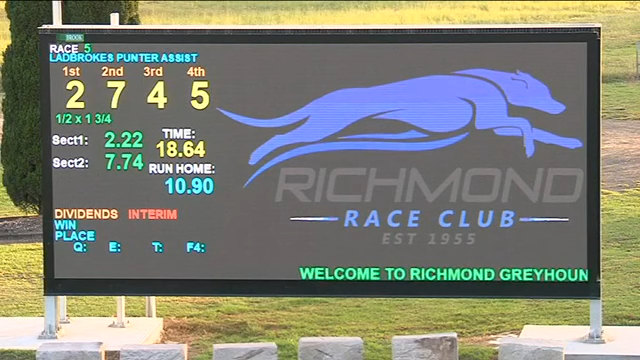 BROOK
RACE 5
LADBROKES PUNTER ASSIST
1st 2nd 3rd 4th
2 7 4 5
1/2 x 1 3/4
Sect1: 2.22 TIME:
18.64
Sect2: 7.74 RUN HOME:
10.90
DIVIDENDS INTERIM
WIN
PLACE
Q: E: T: F4:
RICHMOND
RACE CLUB
EST 1955
WELCOME TO RICHMOND GREYHOUN